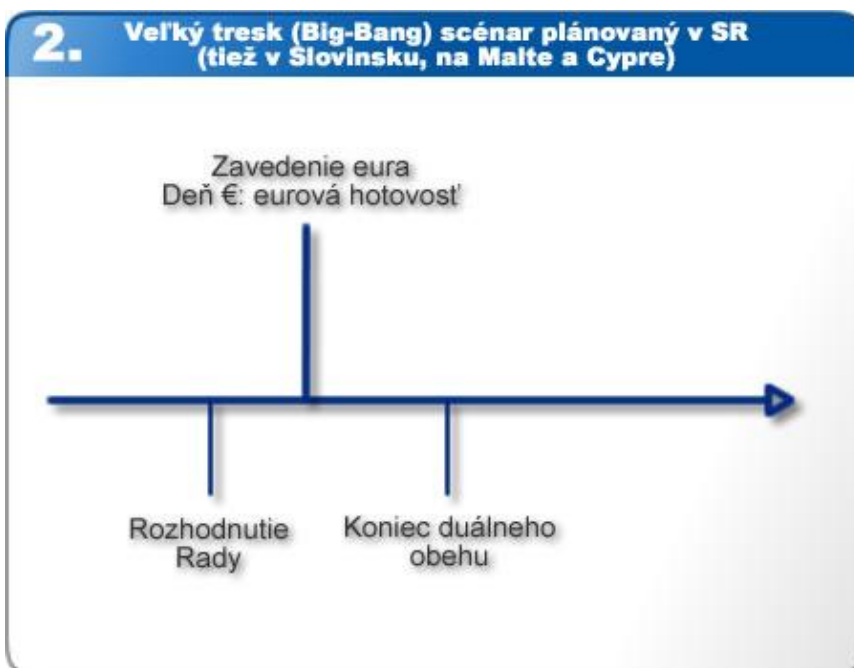 2.
Veľký tresk (Big-Bang) scénar plánovaný v SR
(tiež v Slovinsku, na Malte a Cypre)
Zavedenie eura
Deň €: eurová hotovosť
Rozhodnutie
Rady
Koniec duálneho
obehu